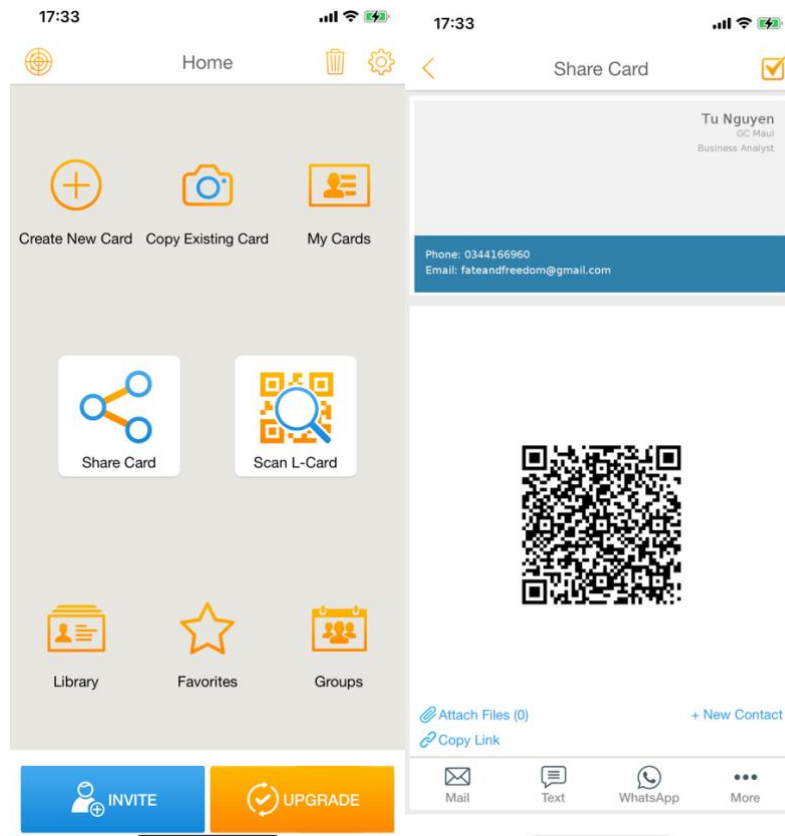 17:33
Home
Create New Card
Copy Existing Card
My Cards
Share Card
Scan L-Card
Library
Favorites
Groups
INVITE
UPGRADE
17:33
Share Card
Tu Nguyen
GC Maui
Business Analyst
Phone: 0344166960
Email: fateandfreedom@gmail.com
Attach Files (0)
+ New Contact
Copy Link
Mail
Text
WhatsApp
More